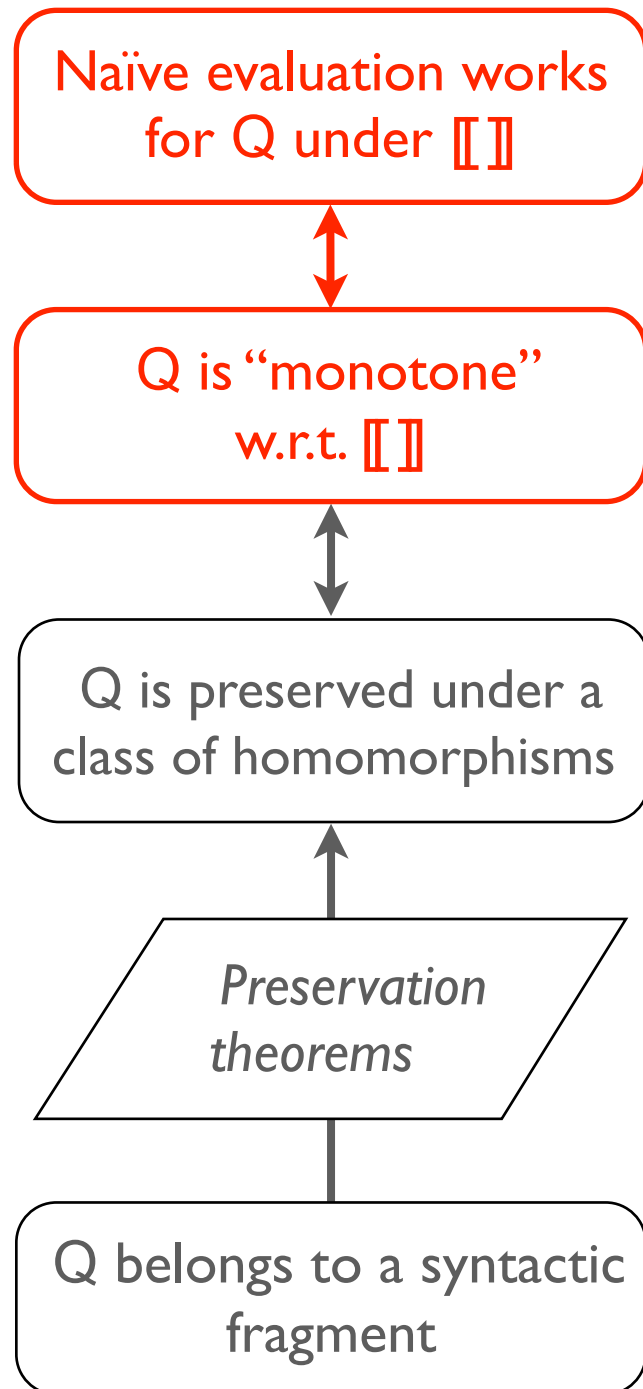 Naïve evaluation works
for Q under ⟦ ⟧
Q is “monotone”
w.r.t. ⟦ ⟧
Q is preserved under a
class of homomorphisms
Preservation
theorems
Q belongs to a syntactic
fragment